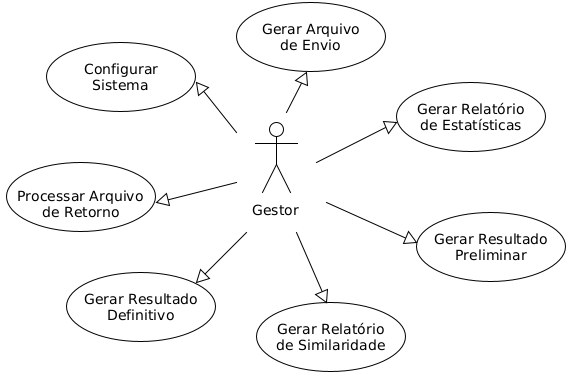 Gerar Arquivo
de Envio
Configurar
Sistema
Gerar Relatório
de Estatísticas
Processar Arquivo
de Retorno
Gestor
Gerar Resultado
Preliminar
Gerar Resultado
Definitivo
Gerar Relatório
de Similaridade